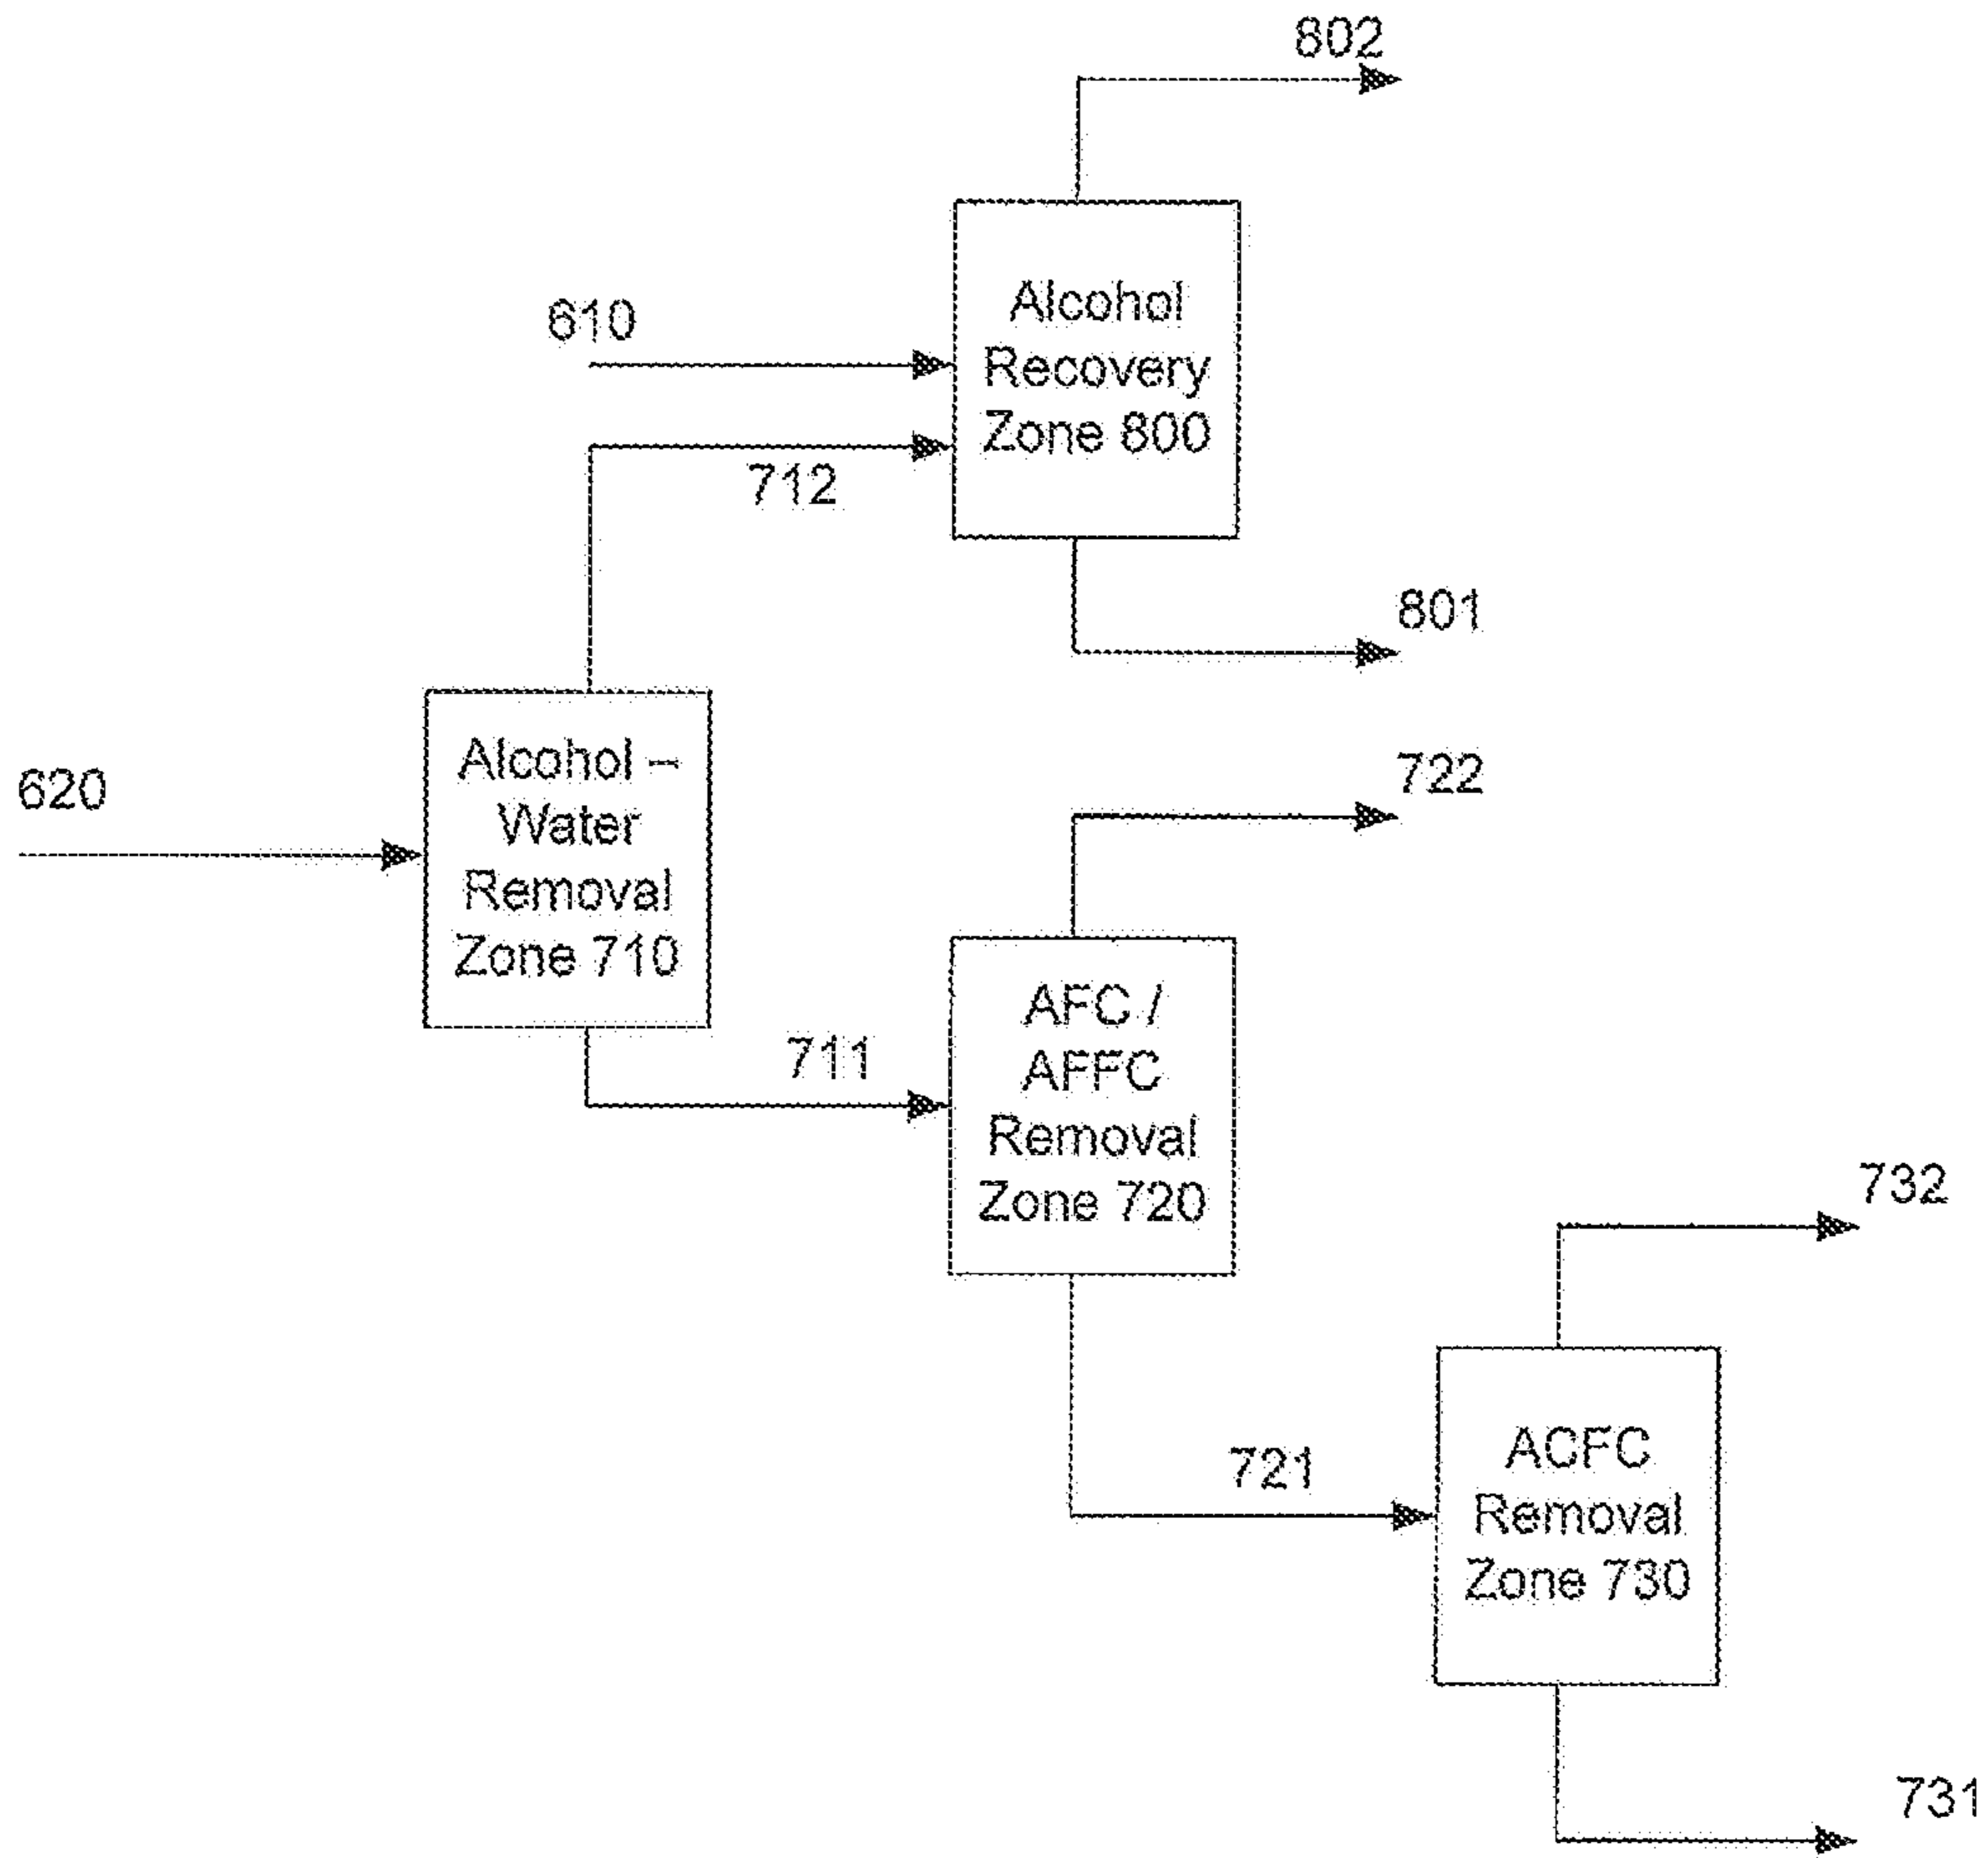 802
Alcohol
Recovery
Zone 800
610
712
801
Alcohol –
Water
Removal
Zone 710
620
722
711
AFC /
AFFC
Removal
Zone 720
732
721
ACFC
Removal
Zone 730
731